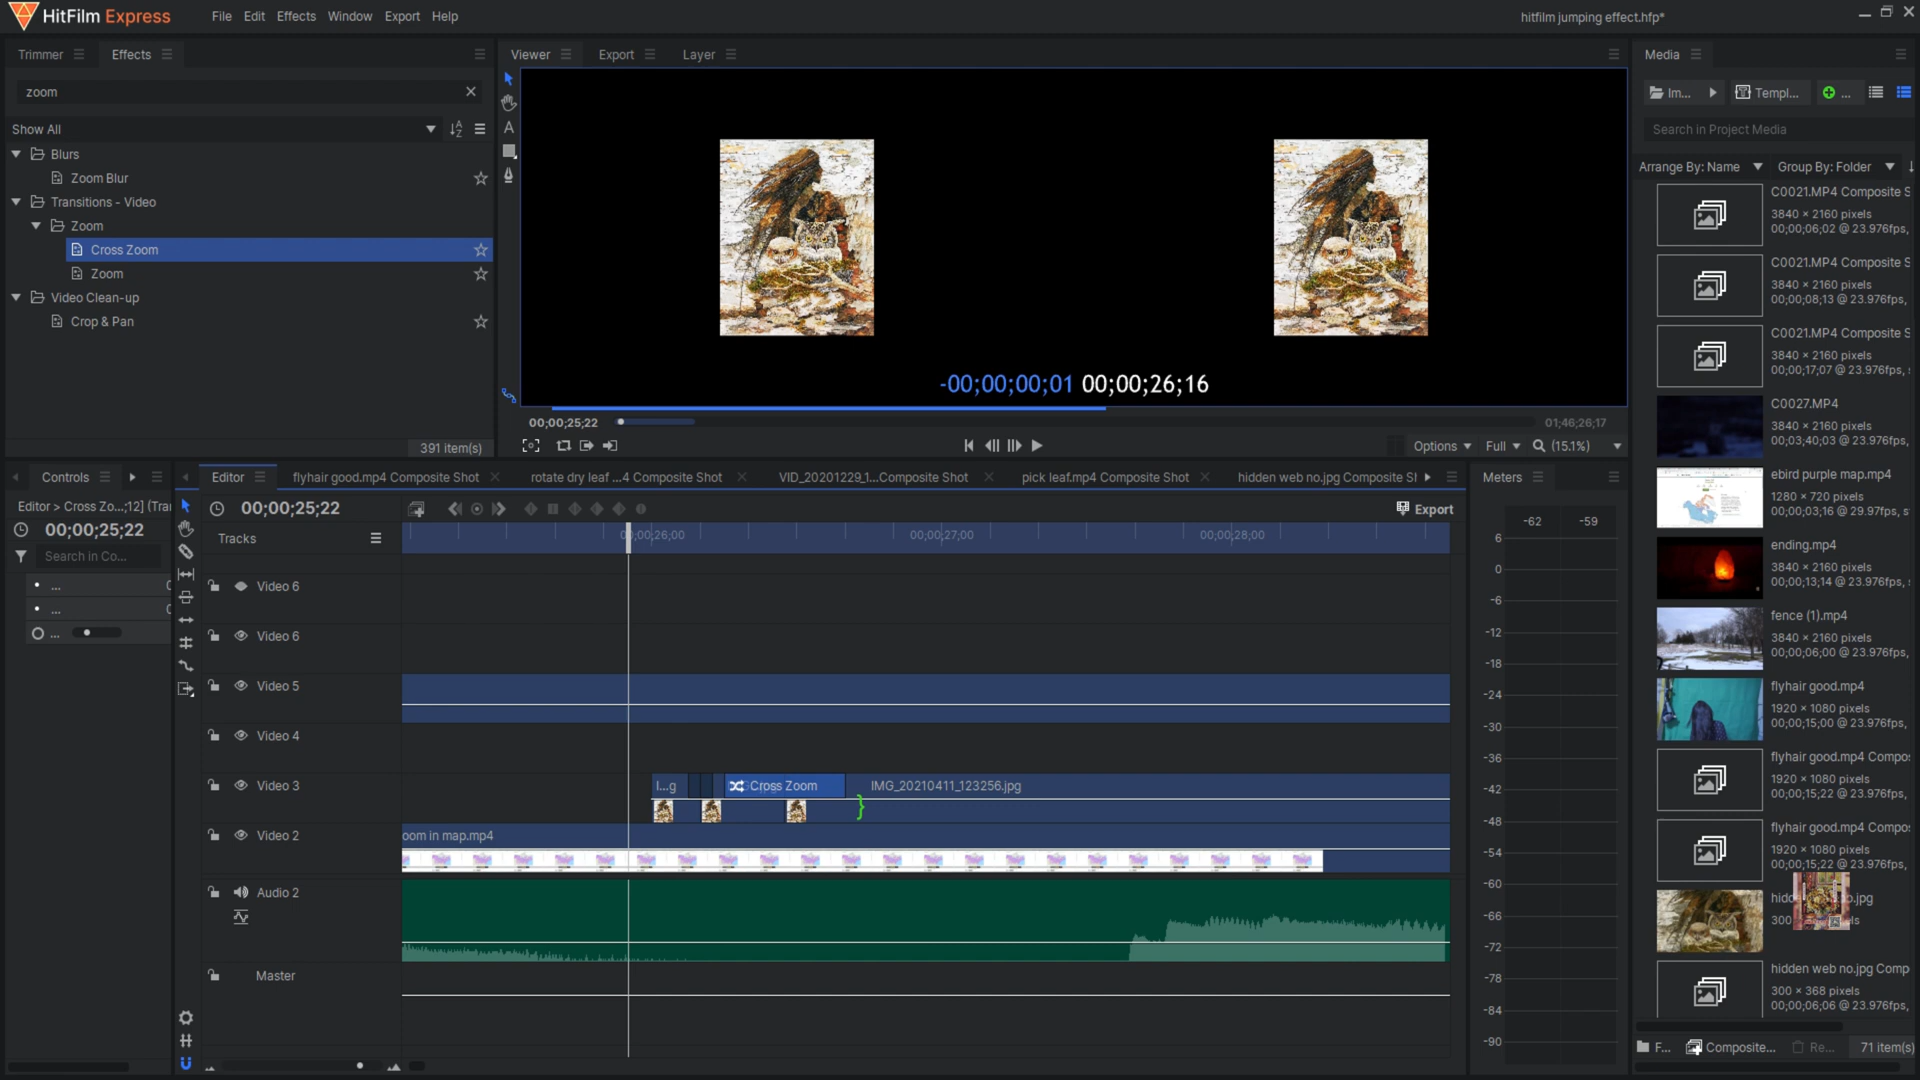 HitFilm Express
File Edit Effects Window Export Help
hitfilm jumping effect.hfp*
Trimmer Effects
Viewer Export Layer
Media
zoom
Im... Templ... ...
Show All
Search in Project Media
Blurs
Zoom Blur
Transitions - Video
Zoom
Cross Zoom
Zoom
Video Clean-up
Crop & Pan
391 item(s)
Arrange By: Name Group By: Folder
-00;00;00;01 00;00;26;16
00;00;25;22
01;46;26;17
Options Full (15.1%)
C0021.MP4 Composite S
3840 × 2160 pixels
00;00;06;02 @ 23.976fps,
C0021.MP4 Composite S
3840 × 2160 pixels
00;00;08;13 @ 23.976fps,
C0021.MP4 Composite S
3840 × 2160 pixels
00;00;17;07 @ 23.976fps,
C0027.MP4
3840 × 2160 pixels
00;03;40;03 @ 23.976fps,
ebird purple map.mp4
1280 × 720 pixels
00;00;03;16 @ 29.97fps, s
ending.mp4
3840 × 2160 pixels
00;00;13;14 @ 23.976fps,
fence (1).mp4
3840 × 2160 pixels
00;00;06;00 @ 23.976fps,
flyhair good.mp4
1920 × 1080 pixels
00;00;15;00 @ 23.976fps,
flyhair good.mp4 Compo
1920 × 1080 pixels
00;00;15;22 @ 23.976fps,
flyhair good.mp4 Compo
1920 × 1080 pixels
00;00;15;22 @ 23.976fps,
hidden web no.jpg Comp
300 × 368 pixels
00;00;06;06 @ 23.976fps,
F... Composite... Re... 71 item(s)
Controls
Editor flyhair good.mp4 Composite Shot rotate dry leaf ...4 Composite Shot VID_20201229_1...Composite Shot pick leaf.mp4 Composite Shot hidden web no.jpg Composite SI
Meters
Editor > Cross Zo...;12] (Tra
00;00;25;22
Search in Co...
...
...
...
00;00;25;22
Export
Tracks
00;00;26;00 00;00;27;00 00;00;28;00
Video 6
Video 6
Video 5
Video 4
Video 3
I...g Cross Zoom IMG_20210411_123256.jpg
Video 2
oom in map.mp4
Audio 2
Master
-62 -59
6
0
-6
-12
-18
-24
-30
-36
-42
-48
-54
-60
-66
-72
-78
-84
-90